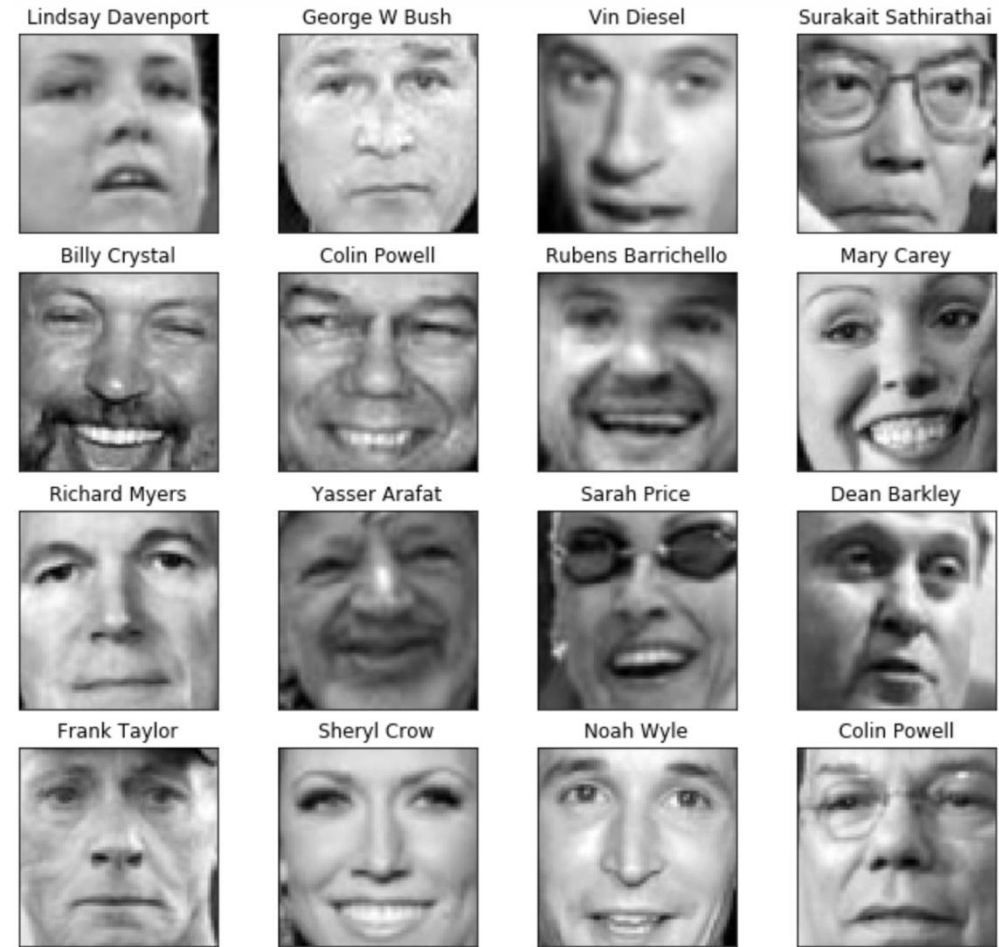 Lindsay Davenport
George W Bush
Vin Diesel
Surakait Sathirathai
Billy Crystal
Colin Powell
Rubens Barrichello
Mary Carey
Richard Myers
Yasser Arafat
Sarah Price
Dean Barkley
Frank Taylor
Sheryl Crow
Noah Wyle
Colin Powell